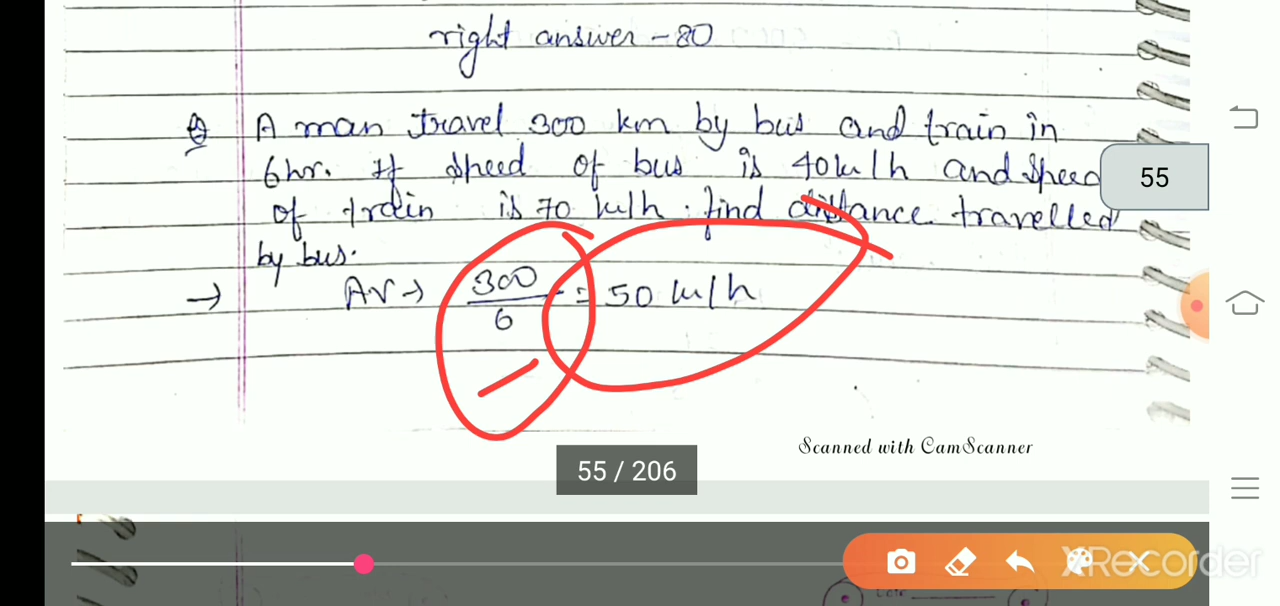 right answer - 80
Q A man travel 300 km by bus and train in
6hr. If speed of bus is 40km/h and speed
of train is 70 km/h. find distance travelled
by bus.
→ AV → 300/6 = 50 km/h
Scanned with CamScanner
55
55 / 206
XRecorder